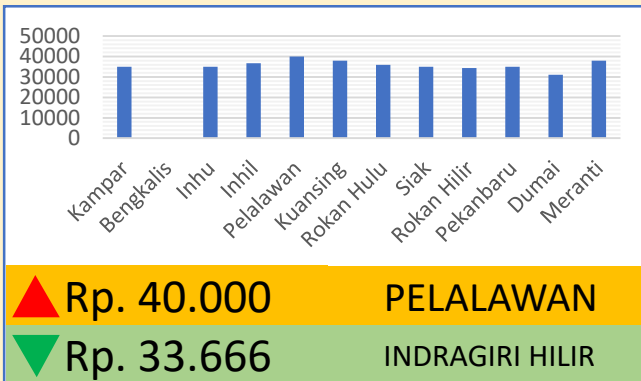 50000
40000
30000
20000
10000
0
Kampar
Bengkalis
Inhu
Inhil
Pelalawan
Kuansing
Rokan Hulu
Siak
Rokan Hilir
Pekanbaru
Dumai
Meranti
Rp. 40.000 PELALAWAN
Rp. 33.666 INDRAGIRI HILIR